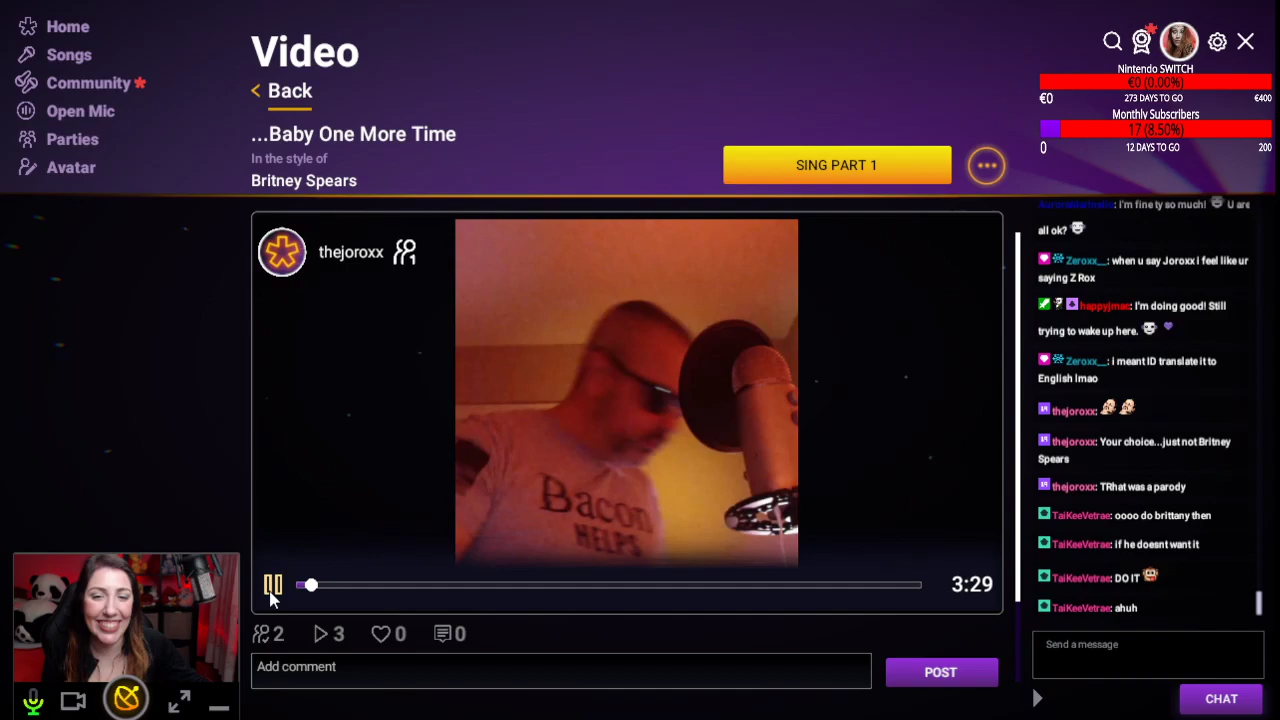 Home
Songs
Community
Open Mic
Parties
Avatar
Video
Back
...Baby One More Time
In the style of
Britney Spears
SING PART 1
Nintendo SWITCH
€0 (0.00%)
€0 273 DAYS TO GO €400
Monthly Subscribers
17 (8.50%)
0 12 DAYS TO GO 200
thejoroxx
Bacon
HELPS
3:29
2 3 0 0
Add comment
POST
I'm fine ty so much! U are
all ok?
Zeroxx__: when u say Joroxx i feel like ur
saying Z Rox
happyjmac: I'm doing good! Still
trying to wake up here.
Zeroxx__: i meant ID translate it to
English lmao
thejoroxx:
thejoroxx: Your choice...just not Britney
Spears
thejoroxx: TRhat was a parody
TaiKeeVetrae: oooo do brittany then
TaiKeeVetrae: if he doesnt want it
TaiKeeVetrae: DO IT
TaiKeeVetrae: ahuh
Send a message
CHAT